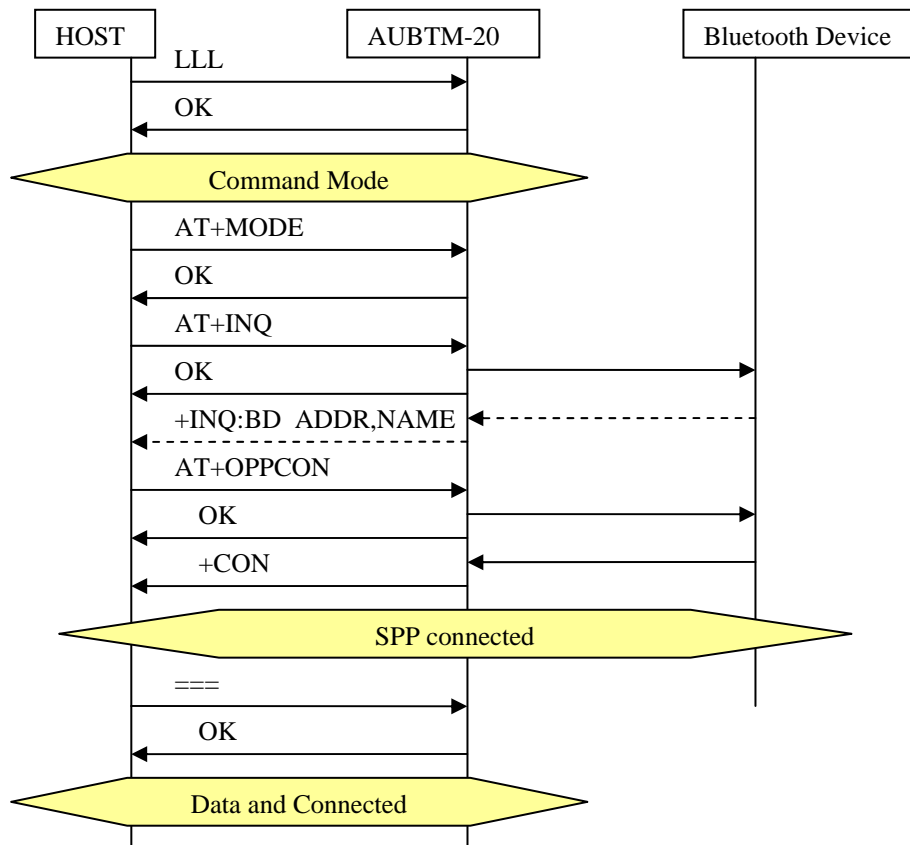 HOST
AUBTM-20
Bluetooth Device
LLL
OK
Command Mode
AT+MODE
OK
AT+INQ
OK
+INQ:BD ADDR,NAME
AT+OPPCON
OK
+CON
SPP connected
===
OK
Data and Connected